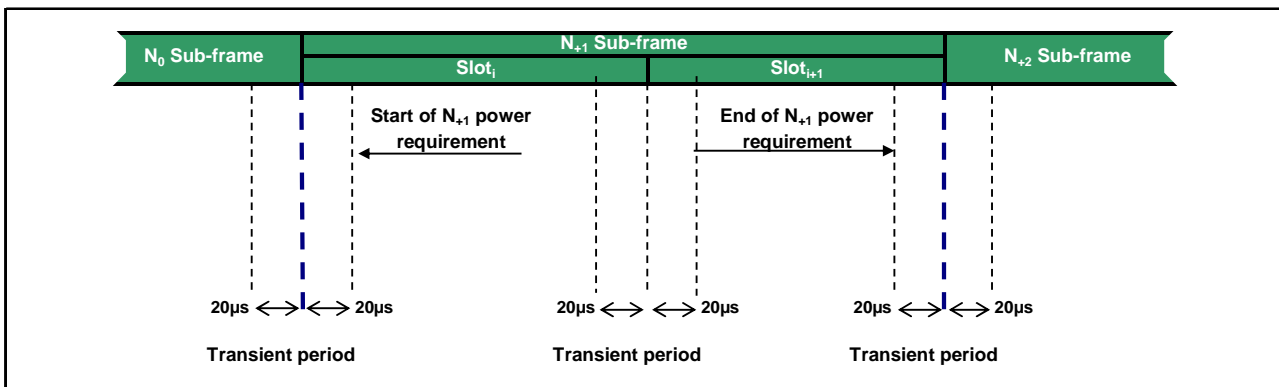 N+1 Sub-frame
N0 Sub-frame
N+2 Sub-frame
Sloti
Sloti+1
Start of N+1 power
requirement
End of N+1 power
requirement
20µs
20µs
20µs
20µs
20µs
20µs
Transient period
Transient period
Transient period